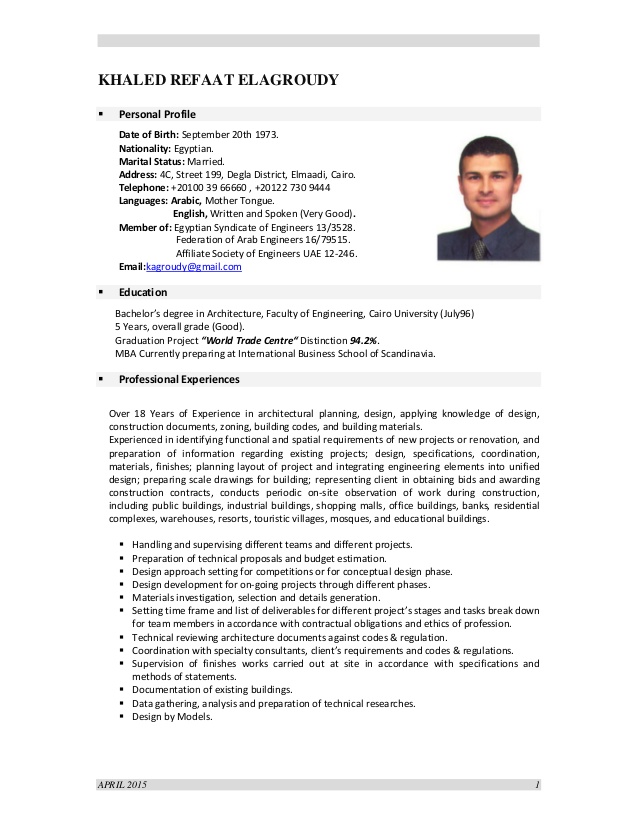 KHALED REFAAT ELAGROUDY
▪ Personal Profile
Date of Birth: September 20th 1973.
Nationality: Egyptian.
Marital Status: Married.
Address: 4C, Street 199, Degla District, Elmaadi, Cairo.
Telephone: +20100 39 66660 , +20122 730 9444
Languages: Arabic, Mother Tongue.
English, Written and Spoken (Very Good).
Member of: Egyptian Syndicate of Engineers 13/3528.
Federation of Arab Engineers 16/79515.
Affiliate Society of Engineers UAE 12-246.
Email:kagroudy@gmail.com
▪ Education
Bachelor's degree in Architecture, Faculty of Engineering, Cairo University (July96)
5 Years, overall grade (Good).
Graduation Project “World Trade Centre” Distinction 94.2%.
MBA Currently preparing at International Business School of Scandinavia.
▪ Professional Experiences
Over 18 Years of Experience in architectural planning, design, applying knowledge of design,
construction documents, zoning, building codes, and building materials.
Experienced in identifying functional and spatial requirements of new projects or renovation, and
preparation of information regarding existing projects; design, specifications, coordination,
materials, finishes; planning layout of project and integrating engineering elements into unified
design; preparing scale drawings for building; representing client in obtaining bids and awarding
construction contracts, conducts periodic on-site observation of work during construction,
including public buildings, industrial buildings, shopping malls, office buildings, banks, residential
complexes, warehouses, resorts, touristic villages, mosques, and educational buildings.
▪ Handling and supervising different teams and different projects.
▪ Preparation of technical proposals and budget estimation.
▪ Design approach setting for competitions or for conceptual design phase.
▪ Design development for on-going projects through different phases.
▪ Materials investigation, selection and details generation.
▪ Setting time frame and list of deliverables for different project's stages and tasks break down
for team members in accordance with contractual obligations and ethics of profession.
▪ Technical reviewing architecture documents against codes & regulation.
▪ Coordination with specialty consultants, client's requirements and codes & regulations.
▪ Supervision of finishes works carried out at site in accordance with specifications and
methods of statements.
▪ Documentation of existing buildings.
▪ Data gathering, analysis and preparation of technical researches.
▪ Design by Models.
APRIL 2015 1